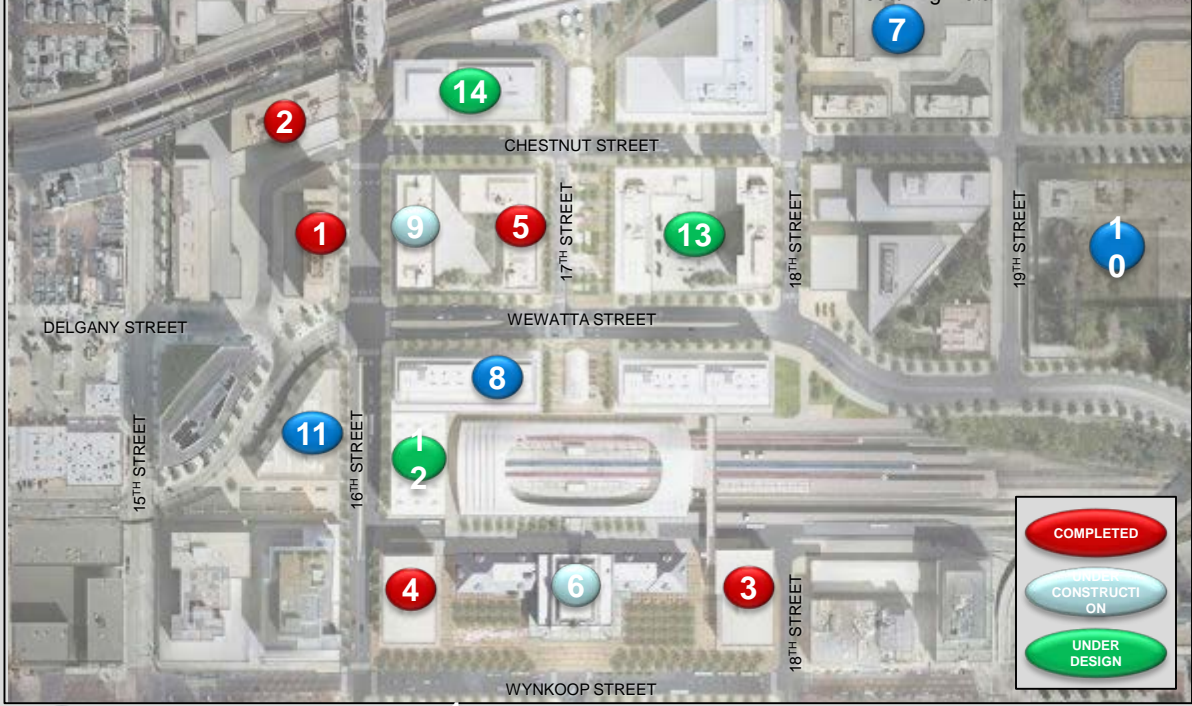 7
14
2
CHESTNUT STREET
9
5
1
13
17TH STREET
18TH STREET
19TH STREET
1
0
DELGANY STREET
WEWATTA STREET
8
11
1
2
15TH STREET
16TH STREET
4
6
3
18TH STREET
WYNKOOP STREET
COMPLETED
UNDER
CONSTRUCTI
ON
UNDER
DESIGN